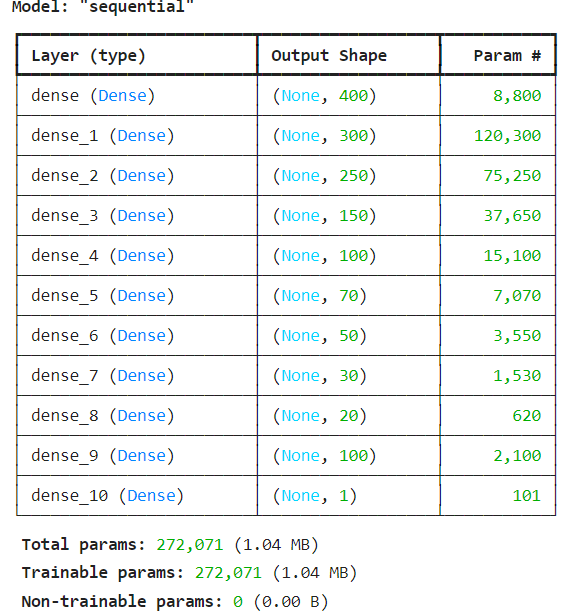 Model: "sequential"
Layer (type) Output Shape Param #
dense (Dense) (None, 400) 8,800
dense_1 (Dense) (None, 300) 120,300
dense_2 (Dense) (None, 250) 75,250
dense_3 (Dense) (None, 150) 37,650
dense_4 (Dense) (None, 100) 15,100
dense_5 (Dense) (None, 70) 7,070
dense_6 (Dense) (None, 50) 3,550
dense_7 (Dense) (None, 30) 1,530
dense_8 (Dense) (None, 20) 620
dense_9 (Dense) (None, 100) 2,100
dense_10 (Dense) (None, 1) 101
Total params: 272,071 (1.04 MB)
Trainable params: 272,071 (1.04 MB)
Non-trainable params: 0 (0.00 B)